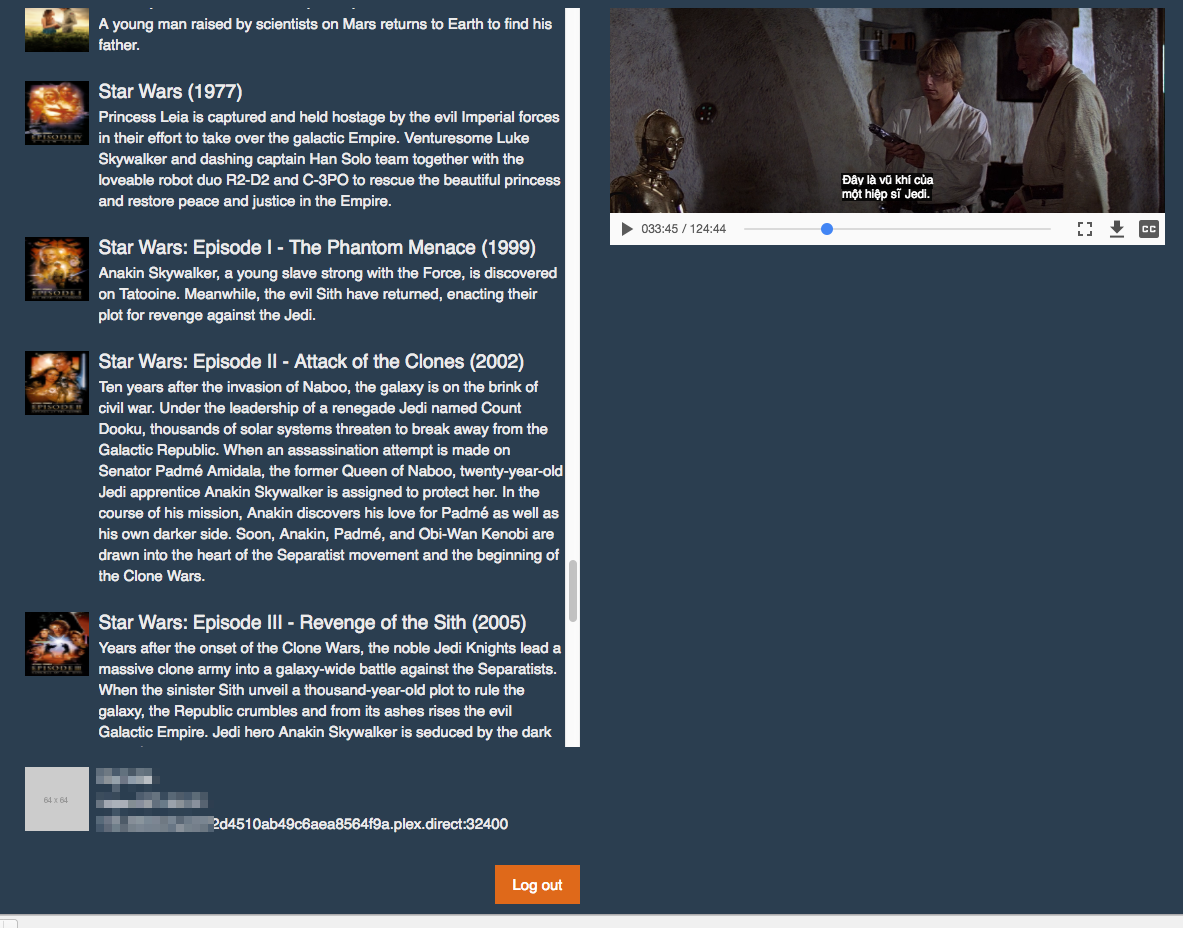 A young man raised by scientists on Mars returns to Earth to find his
father.
EPISODE IV
Star Wars (1977)
Princess Leia is captured and held hostage by the evil Imperial forces
in their effort to take over the galactic Empire. Venturesome Luke
Skywalker and dashing captain Han Solo team together with the
loveable robot duo R2-D2 and C-3PO to rescue the beautiful princess
and restore peace and justice in the Empire.
EPISODE I
Star Wars: Episode I - The Phantom Menace (1999)
Anakin Skywalker, a young slave strong with the Force, is discovered
on Tatooine. Meanwhile, the evil Sith have returned, enacting their
plot for revenge against the Jedi.
EPISODE II
Star Wars: Episode II - Attack of the Clones (2002)
Ten years after the invasion of Naboo, the galaxy is on the brink of
civil war. Under the leadership of a renegade Jedi named Count
Dooku, thousands of solar systems threaten to break away from the
Galactic Republic. When an assassination attempt is made on
Senator Padmé Amidala, the former Queen of Naboo, twenty-year-old
Jedi apprentice Anakin Skywalker is assigned to protect her. In the
course of his mission, Anakin discovers his love for Padmé as well as
his own darker side. Soon, Anakin, Padmé, and Obi-Wan Kenobi are
drawn into the heart of the Separatist movement and the beginning of
the Clone Wars.
EPISODE III
Star Wars: Episode III - Revenge of the Sith (2005)
Years after the onset of the Clone Wars, the noble Jedi Knights lead a
massive clone army into a galaxy-wide battle against the Separatists.
When the sinister Sith unveil a thousand-year-old plot to rule the
galaxy, the Republic crumbles and from its ashes rises the evil
Galactic Empire. Jedi hero Anakin Skywalker is seduced by the dark
64 x 64
2d4510ab49c6aea8564f9a.plex.direct:32400
Log out
Đây là vũ khí của
một hiệp sĩ Jedi.
033:45 / 124:44
CC